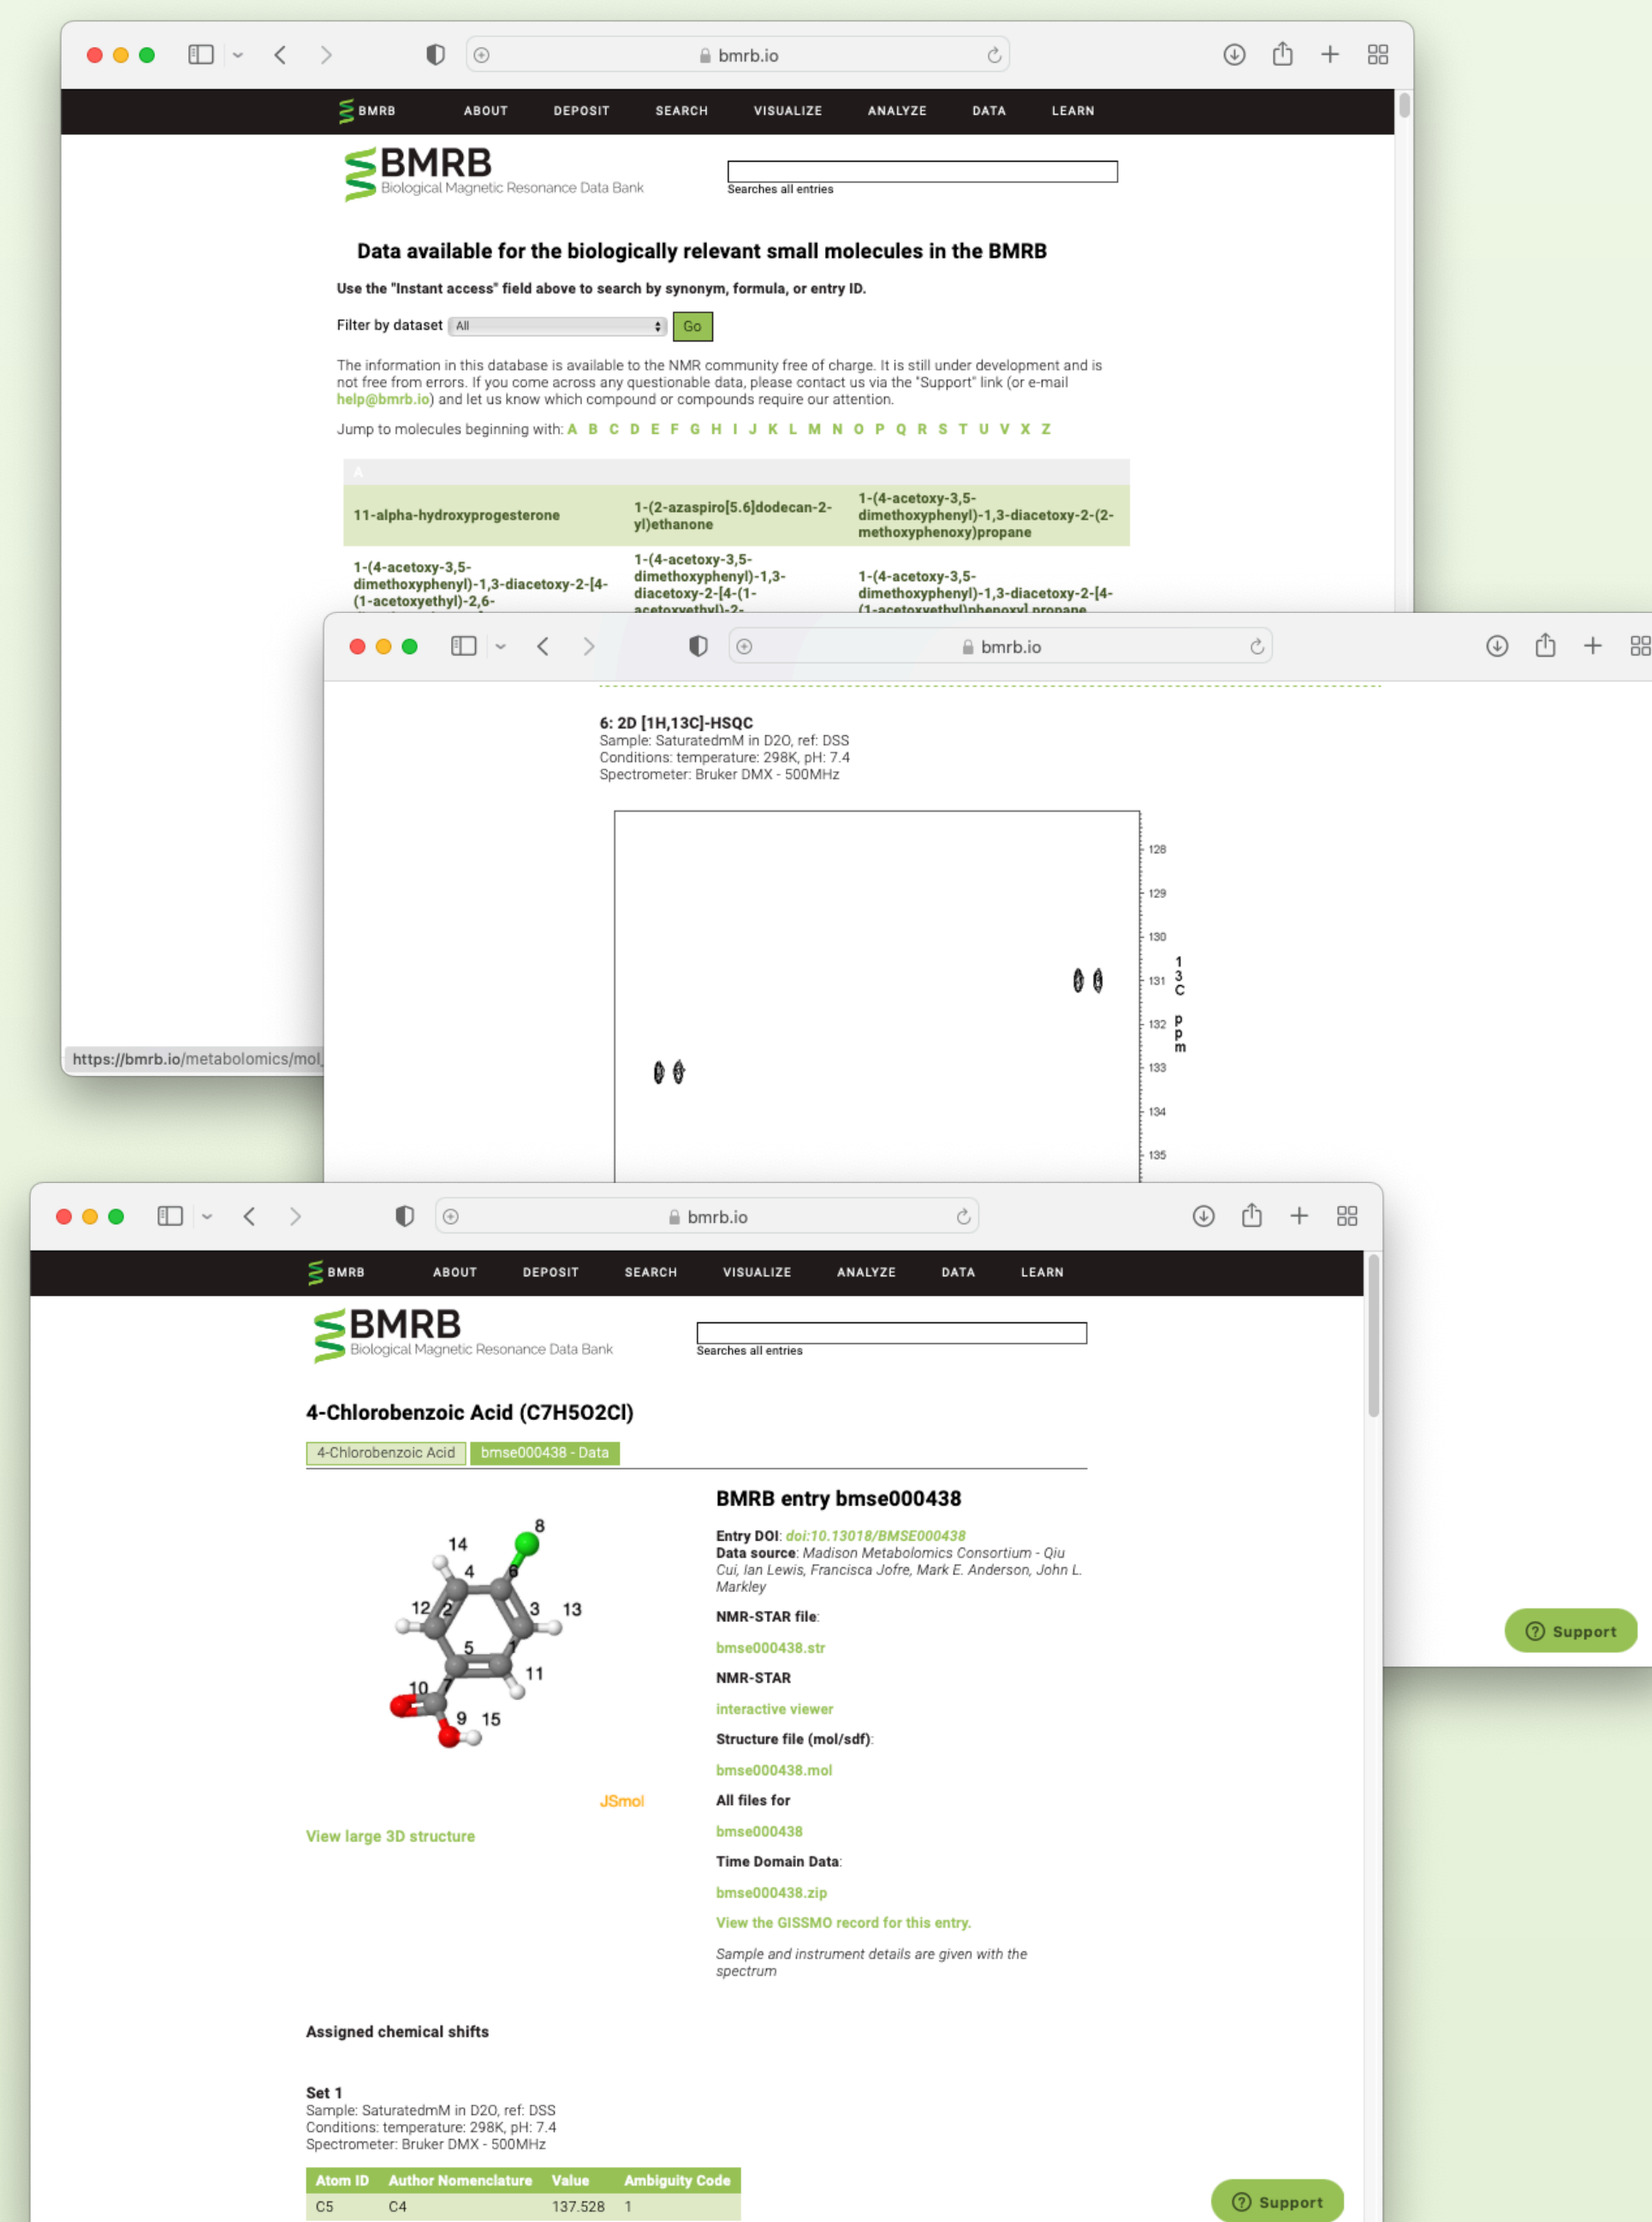 bmrb.io
BMRB ABOUT DEPOSIT SEARCH VISUALIZE ANALYZE DATA LEARN
BMRB
Biological Magnetic Resonance Data Bank
Searches all entries
Data available for the biologically relevant small molecules in the BMRB
Use the "Instant access" field above to search by synonym, formula, or entry ID.
Filter by dataset All Go
The information in this database is available to the NMR community free of charge. It is still under development and is
not free from errors. If you come across any questionable data, please contact us via the "Support" link (or e-mail
help@bmrb.io) and let us know which compound or compounds require our attention.
Jump to molecules beginning with: A B C D E F G H I J K L M N O P Q R S T U V X Z
A
11-alpha-hydroxyprogesterone
1-(2-azaspiro[5.6]dodecan-2-
yl)ethanone
1-(4-acetoxy-3,5-
dimethoxyphenyl)-1,3-diacetoxy-2-(2-
methoxyphenoxy)propane
1-(4-acetoxy-3,5-
dimethoxyphenyl)-1,3-diacetoxy-2-[4-
(1-acetoxyethyl)-2,6-
1-(4-acetoxy-3,5-
dimethoxyphenyl)-1,3-
diacetoxy-2-[4-(1-
acetoxyethyl)-2-
1-(4-acetoxy-3,5-
dimethoxyphenyl)-1,3-diacetoxy-2-[4-
(1-acetoxyethyl)phenoxy] propane
https://bmrb.io/metabolomics/mol_
bmrb.io
6: 2D [1H,13C]-HSQC
Sample: SaturatedmM in D2O, ref: DSS
Conditions: temperature: 298K, pH: 7.4
Spectrometer: Bruker DMX - 500MHz
128
129
130
131
132
133
134
135
13C ppm
Support
bmrb.io
BMRB ABOUT DEPOSIT SEARCH VISUALIZE ANALYZE DATA LEARN
BMRB
Biological Magnetic Resonance Data Bank
Searches all entries
4-Chlorobenzoic Acid (C7H5O2Cl)
4-Chlorobenzoic Acid bmse000438 - Data
8
14
4
6
12
2
3
13
5
1
11
10
7
9
15
JSmol
View large 3D structure
BMRB entry bmse000438
Entry DOI: doi:10.13018/BMSE000438
Data source: Madison Metabolomics Consortium - Qiu
Cui, Ian Lewis, Francisca Jofre, Mark E. Anderson, John L.
Markley
NMR-STAR file:
bmse000438.str
NMR-STAR
interactive viewer
Structure file (mol/sdf):
bmse000438.mol
All files for
bmse000438
Time Domain Data:
bmse000438.zip
View the GISSMO record for this entry.
Sample and instrument details are given with the
spectrum
Assigned chemical shifts
Set 1
Sample: SaturatedmM in D2O, ref: DSS
Conditions: temperature: 298K, pH: 7.4
Spectrometer: Bruker DMX - 500MHz
Atom ID Author Nomenclature Value Ambiguity Code
C5 C4 137.528 1
Support